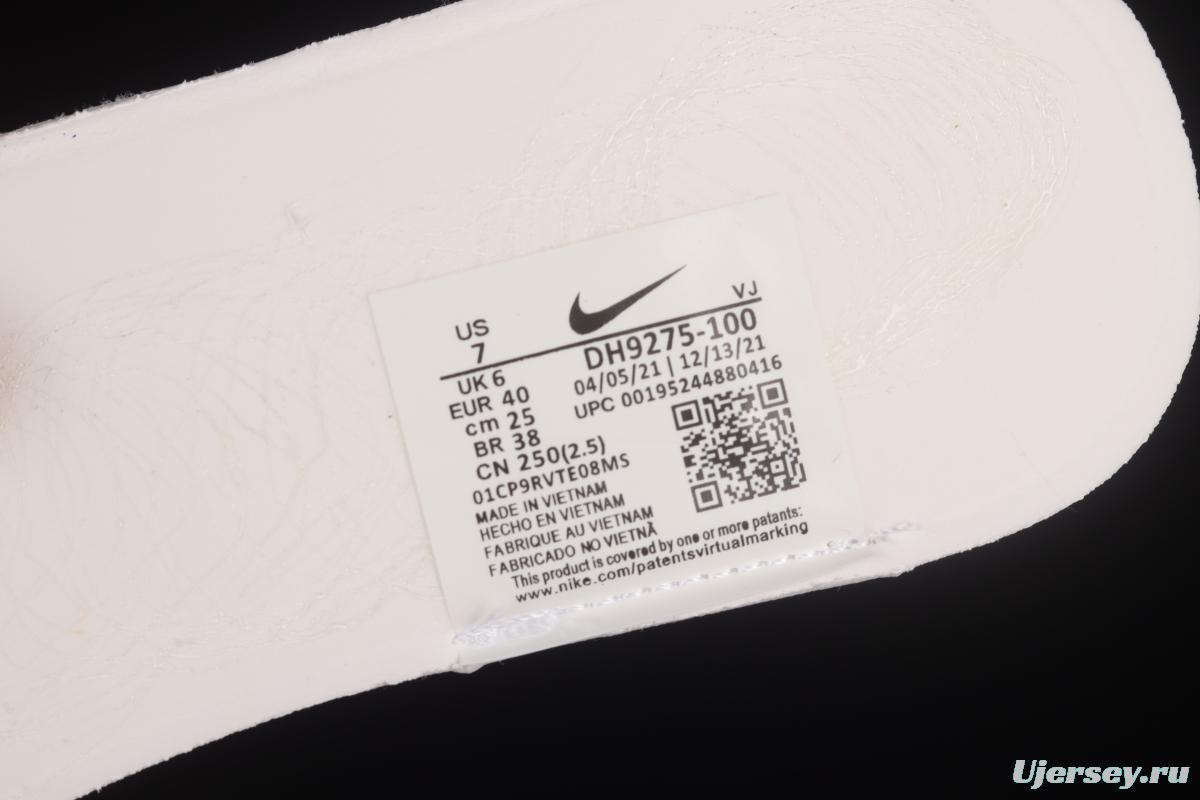 US
7
VJ
DH9275-100
04/05/21 | 12/13/21
UPC 00195244880416
UK 6
EUR 40
cm 25
BR 38
CN 250(2.5)
01CP9RVTE08MS
MADE IN VIETNAM
HECHO EN VIETNAM
FABRIQUE AU VIETNAM
FABRICADO NO VIETNÀ
This product is covered by one or more patants:
www.nike.com/patentsvirtualmarking
Ujersey.ru